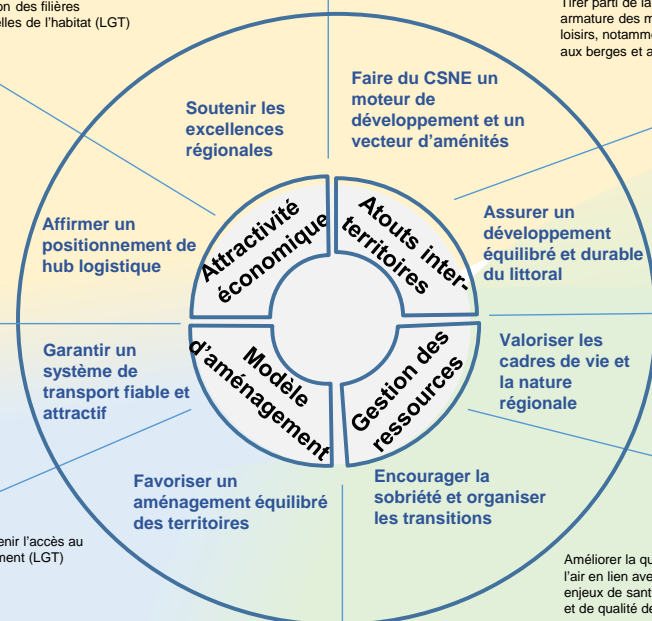 on des filières
elles de l'habitat (LGT)
Tirer parti de la
armature des m
loisirs, notamme
aux berges et a
Soutenir les
excellences
régionales
Faire du CSNE un
moteur de
développement et un
vecteur d'aménités
Affirmer un
positionnement de
hub logistique
Attractivité
économique
Atouts inter-
territoires
Assurer un
développement
équilibré et durable
du littoral
Garantir un
système de
transport fiable et
attractif
Modèle
d'aménagement
Gestion des
ressources
Valoriser les
cadres de vie et
la nature
régionale
Favoriser un
aménagement équilibré
des territoires
Encourager la
sobriété et organiser
les transitions
enir l'accès au
ment (LGT)
Améliorer la qu
l'air en lien ave
enjeux de sant
et de qualité de